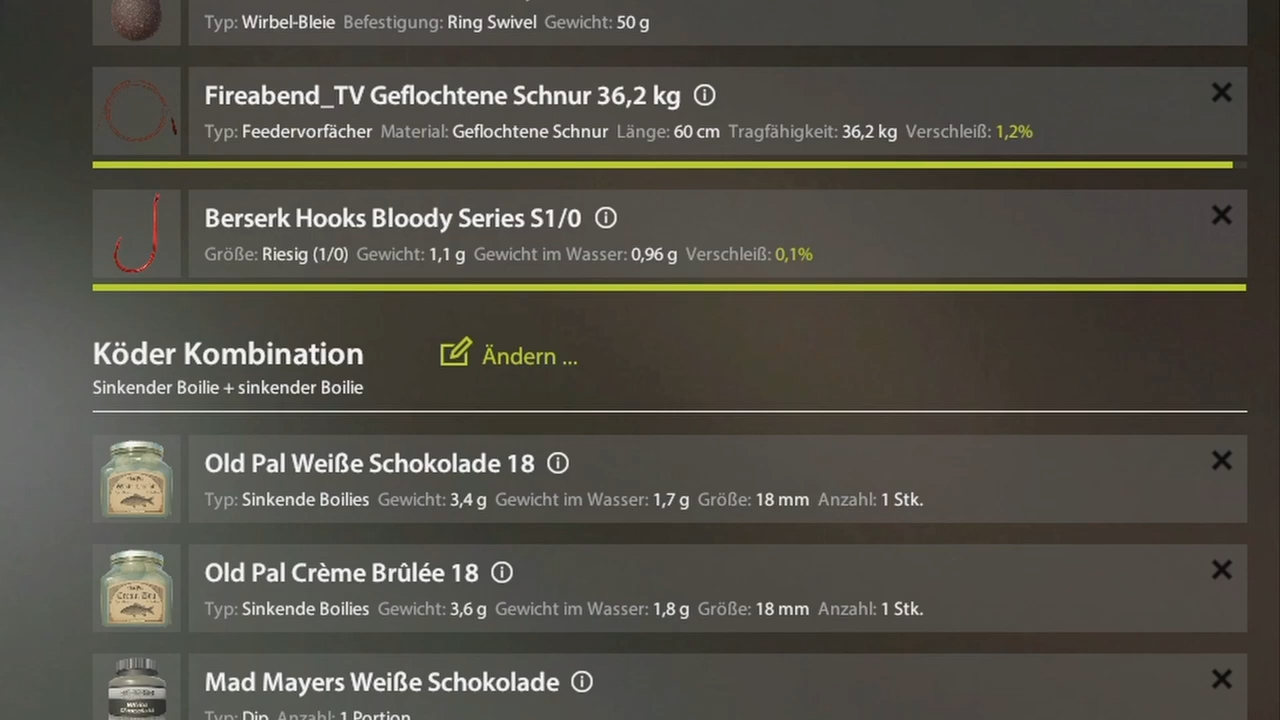 Typ: Wirbel-Bleie Befestigung: Ring Swivel Gewicht: 50 g
Fireabend_TV Geflochtene Schnur 36,2 kg
Typ: Feedervorfächer Material: Geflochtene Schnur Länge: 60 cm Tragfähigkeit: 36,2 kg Verschleiß: 1,2%
Berserk Hooks Bloody Series S1/0
Größe: Riesig (1/0) Gewicht: 1,1 g Gewicht im Wasser: 0,96 g Verschleiß: 0,1%
Köder Kombination
Ändern ...
Sinkender Boilie + sinkender Boilie
Old Pal Weiße Schokolade 18
Typ: Sinkende Boilies Gewicht: 3,4 g Gewicht im Wasser: 1,7 g Größe: 18 mm Anzahl: 1 Stk.
Old Pal Crème Brûlée 18
Typ: Sinkende Boilies Gewicht: 3,6 g Gewicht im Wasser: 1,8 g Größe: 18 mm Anzahl: 1 Stk.
Mad Mayers Weiße Schokolade
Typ: Dip Anzahl: 1 Portion